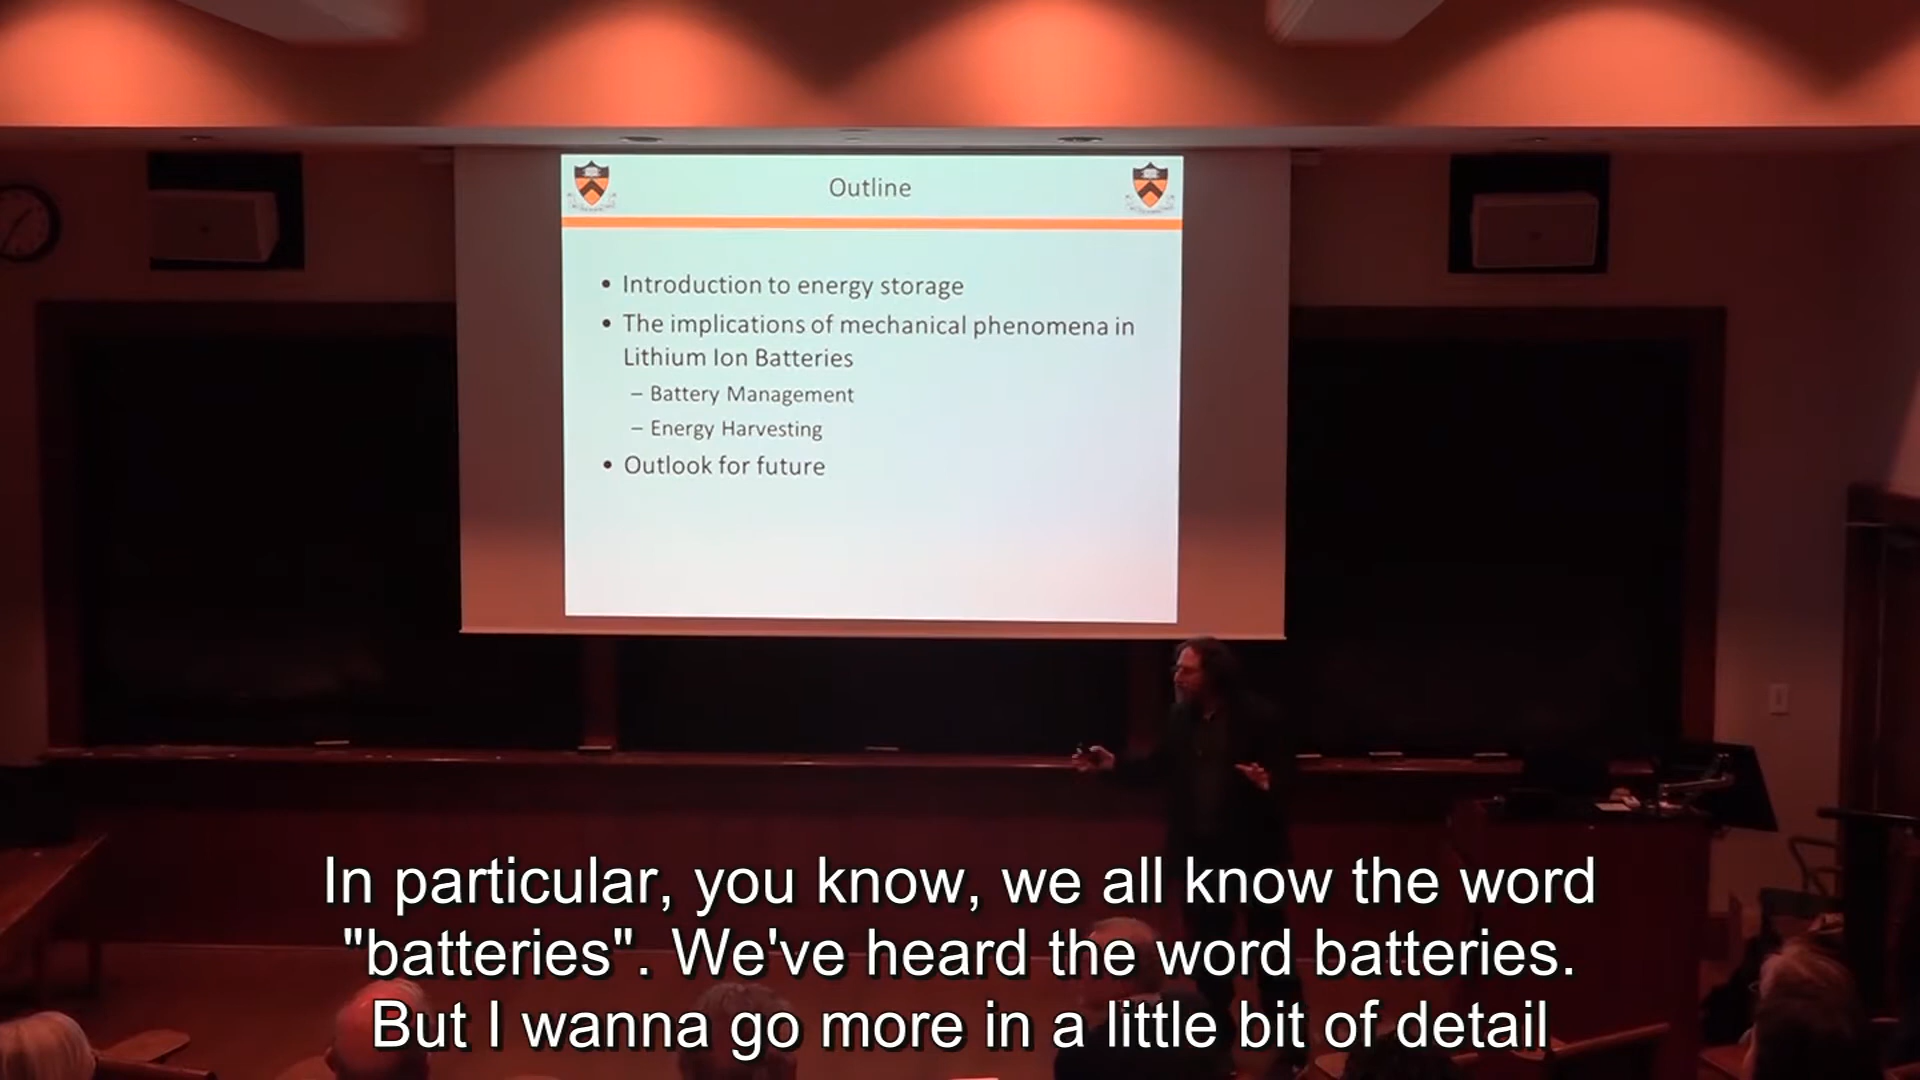 Outline
• Introduction to energy storage
• The implications of mechanical phenomena in
Lithium Ion Batteries
– Battery Management
– Energy Harvesting
• Outlook for future
In particular, you know, we all know the word
"batteries". We've heard the word batteries.
But I wanna go more in a little bit of detail